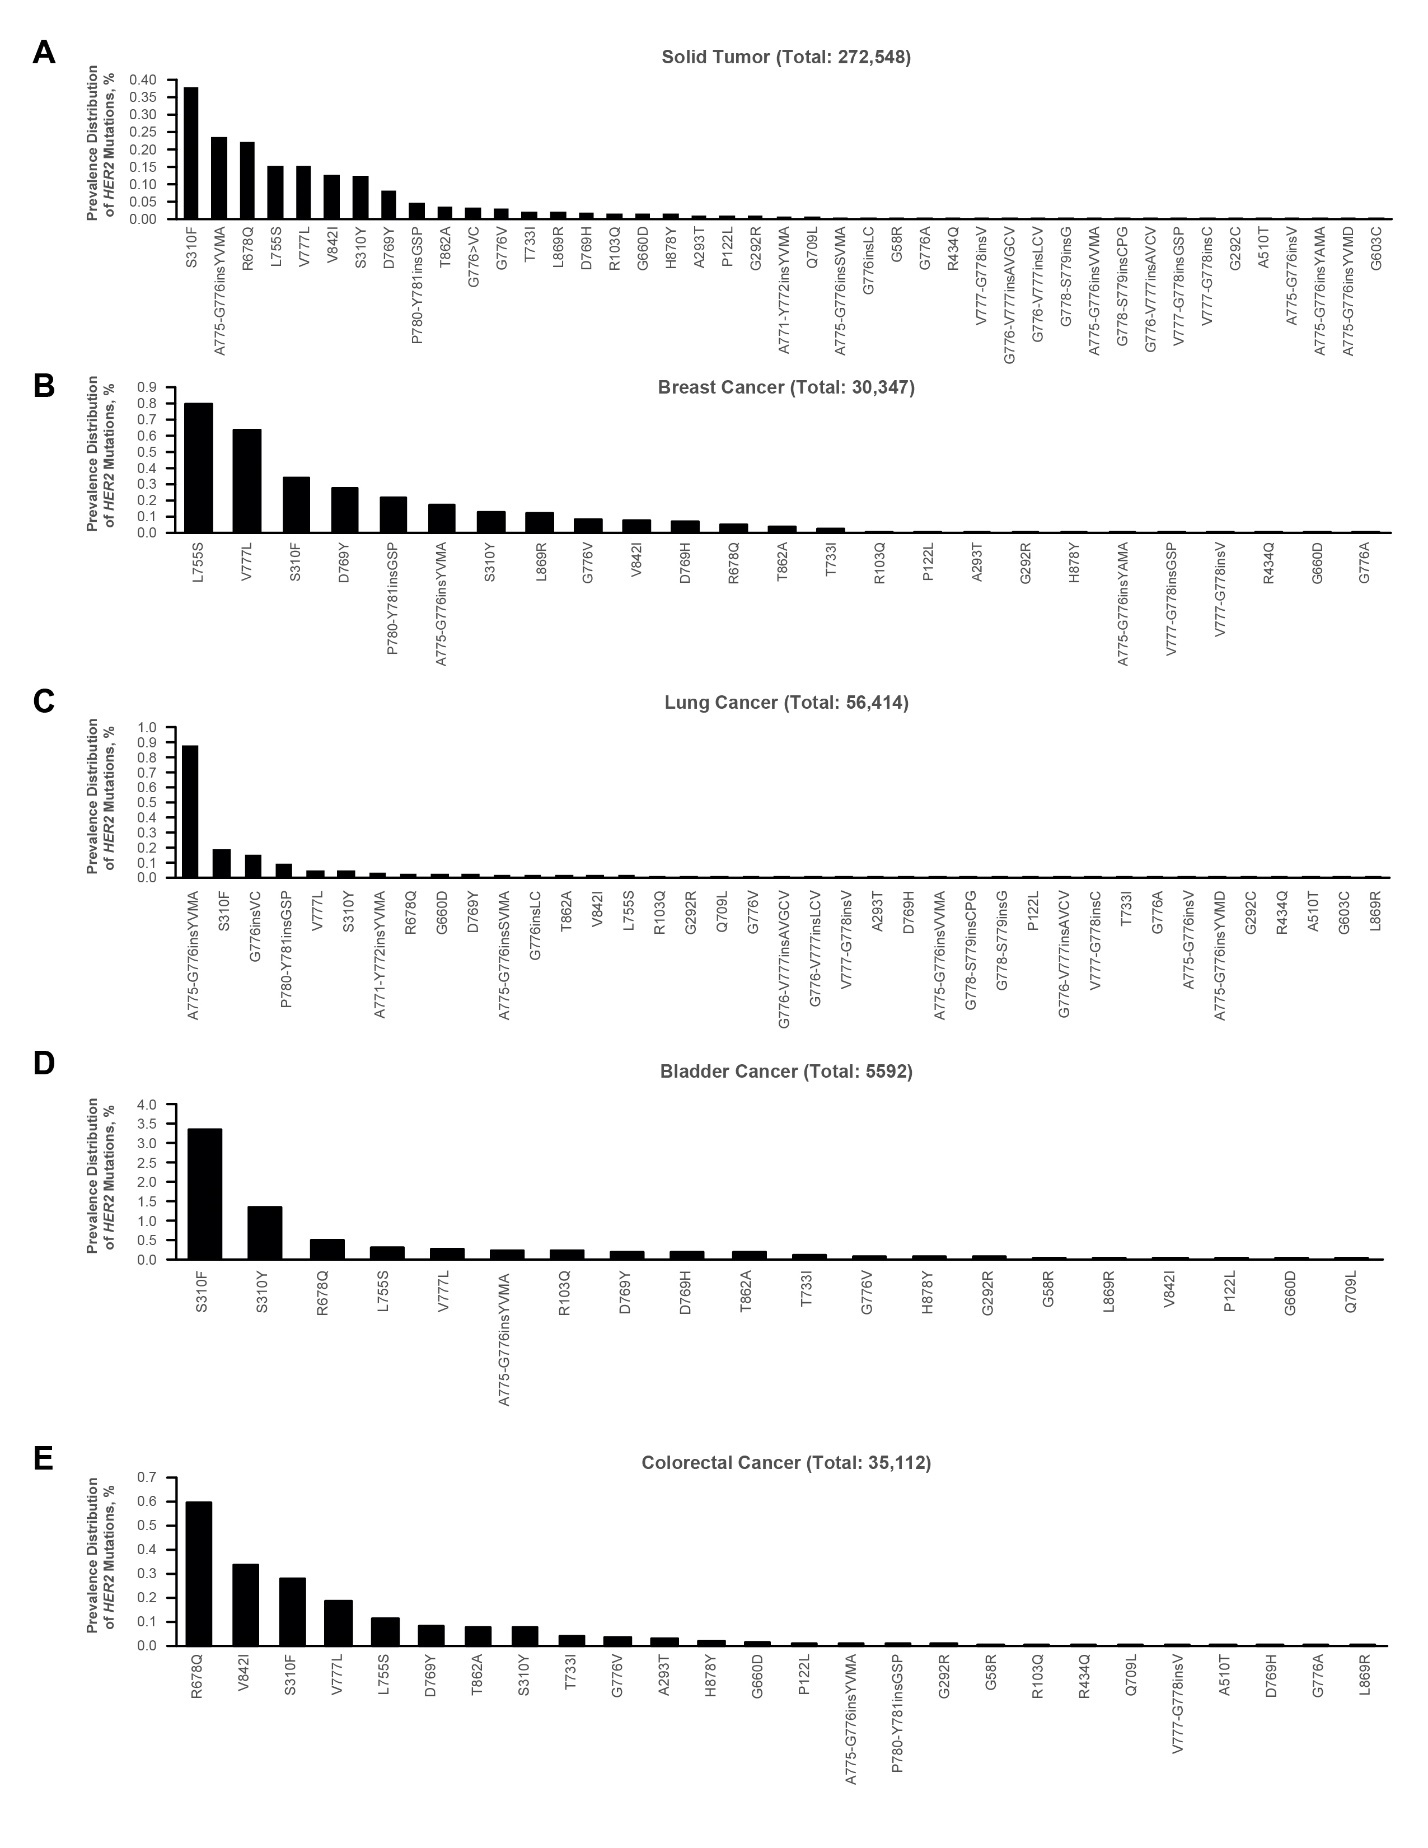 A
Solid Tumor (Total: 272,548)
Prevalence Distribution
of HER2 Mutations, %
0.40
0.35
0.30
0.25
0.20
0.15
0.10
0.05
0.00
S310F
A775-G776insYVMA
R678Q
L755S
V777L
V842I
S310Y
D769Y
P780-Y781insGSP
T862A
G776>VC
G776V
T733I
L869R
D769H
R103Q
G660D
H878Y
A293T
P122L
G292R
A771-Y772insYVMA
Q709L
A775-G776insSVMA
G776insLC
G58R
G776A
R434Q
V777-G778insV
G776-V777insAVGCV
G776-V777insLCV
G778-S779insG
A775-G776insVVMA
G778-S779insCPG
G776-V777insAVCV
V777-G778insGSP
V777-G778insC
G292C
A510T
A775-G776insV
A775-G776insYAMA
A775-G776insYVMD
G603C
B
Breast Cancer (Total: 30,347)
Prevalence Distribution
of HER2 Mutations, %
0.9
0.8
0.7
0.6
0.5
0.4
0.3
0.2
0.1
0.0
L755S
V777L
S310F
D769Y
P780-Y781insGSP
A775-G776insYVMA
S310Y
L869R
G776V
V842I
D769H
R678Q
T862A
T733I
R103Q
P122L
A293T
G292R
H878Y
A775-G776insYAMA
V777-G778insGSP
V777-G778insV
R434Q
G660D
G776A
C
Lung Cancer (Total: 56,414)
Prevalence Distribution
of HER2 Mutations, %
1.0
0.9
0.8
0.7
0.6
0.5
0.4
0.3
0.2
0.1
0.0
A775-G776insYVMA
S310F
G776insVC
P780-Y781insGSP
V777L
S310Y
A771-Y772insYVMA
R678Q
G660D
D769Y
A775-G776insSVMA
G776insLC
T862A
V842I
L755S
R103Q
G292R
Q709L
G776V
G776-V777insAVGCV
G776-V777insLCV
V777-G778insV
A293T
D769H
A775-G776insVVMA
G778-S779insCPG
G778-S779insG
P122L
G776-V777insAVCV
V777-G778insC
T733I
G776A
A775-G776insV
A775-G776insYVMD
G292C
R434Q
A510T
G603C
L869R
D
Bladder Cancer (Total: 5592)
Prevalence Distribution
of HER2 Mutations, %
4.0
3.5
3.0
2.5
2.0
1.5
1.0
0.5
0.0
S310F
S310Y
R678Q
L755S
V777L
A775-G776insYVMA
R103Q
D769Y
D769H
T862A
T733I
G776V
H878Y
G292R
G58R
L869R
V842I
P122L
G660D
Q709L
E
Colorectal Cancer (Total: 35,112)
Prevalence Distribution
of HER2 Mutations, %
0.7
0.6
0.5
0.4
0.3
0.2
0.1
0.0
R678Q
V842I
S310F
V777L
L755S
D769Y
T862A
S310Y
T733I
G776V
A293T
H878Y
G660D
P122L
A775-G776insYVMA
P780-Y781insGSP
G292R
G58R
R103Q
R434Q
Q709L
V777-G778insV
A510T
D769H
G776A
L869R